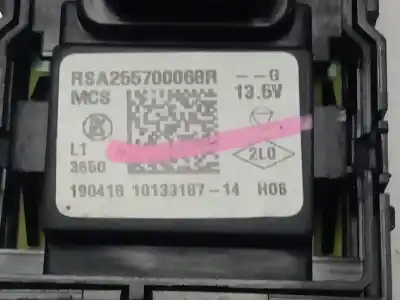 RSA255700068R --G
MCS 13.5V
L1 2L0
3650
190418 10133187-14 H08